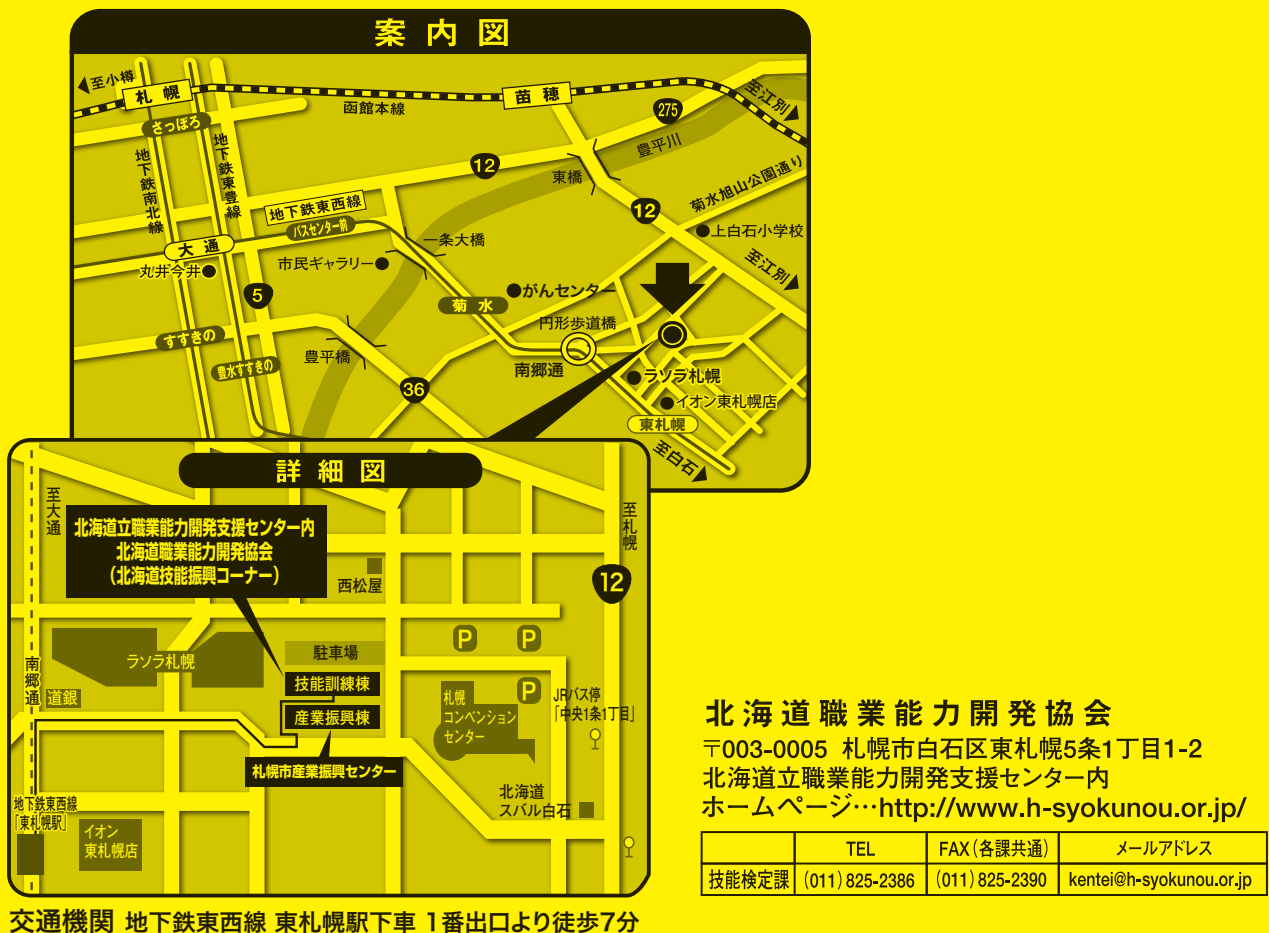 案内図
至小樽
札幌
さっぽろ
函館本線
苗穂
275
至江別
豊平川
地下鉄南北線
地下鉄東豊線
12
東橋
菊水旭山公園通り
地下鉄東西線
バスセンター前
12
上白石小学校
大通
一条大橋
丸井今井
市民ギャラリー
至江別
5
がんセンター
菊水
円形歩道橋
すすきの
豊水すすきの
豊平橋
南郷通
36
ラソラ札幌
イオン東札幌店
東札幌
至白石
詳細図
至大通
北海道立職業能力開発支援センター内
北海道職業能力開発協会
(北海道技能振興コーナー)
至札幌
西松屋
12
ラソラ札幌
駐車場
P
P
P
南郷通
道銀
技能訓練棟
産業振興棟
札幌
コンベンション
センター
JRバス停
「中央1条1丁目」
札幌市産業振興センター
地下鉄東西線
「東札幌駅」
イオン
東札幌店
北海道
スバル白石
交通機関 地下鉄東西線 東札幌駅下車 1番出口より徒歩7分
北海道職業能力開発協会
〒003-0005 札幌市白石区東札幌5条1丁目1-2
北海道立職業能力開発支援センター内
ホームページ…http://www.h-syokunou.or.jp/
TEL FAX(各課共通) メールアドレス
技能検定課 (011)825-2386 (011)825-2390 kentei@h-syokunou.or.jp